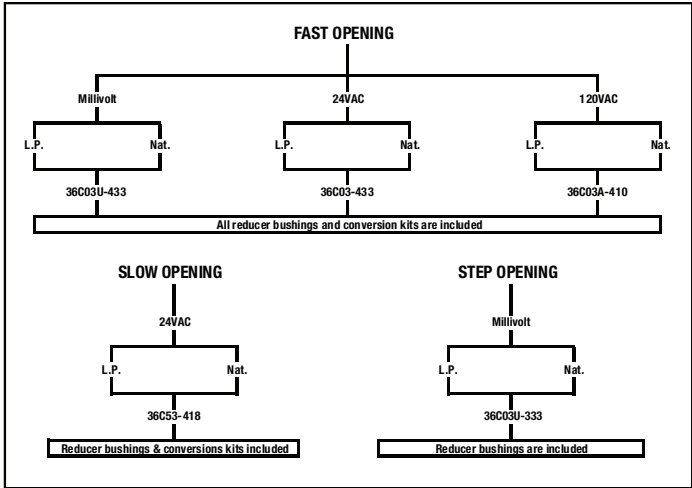 FAST OPENING
Millivolt
24VAC
120VAC
L.P.
Nat.
L.P.
Nat.
L.P.
Nat.
36C03U-433
36C03-433
36C03A-410
All reducer bushings and conversion kits are included
SLOW OPENING
STEP OPENING
24VAC
Millivolt
L.P.
Nat.
L.P.
Nat.
36C53-418
36C03U-333
Reducer bushings & conversions kits included
Reducer bushings are included